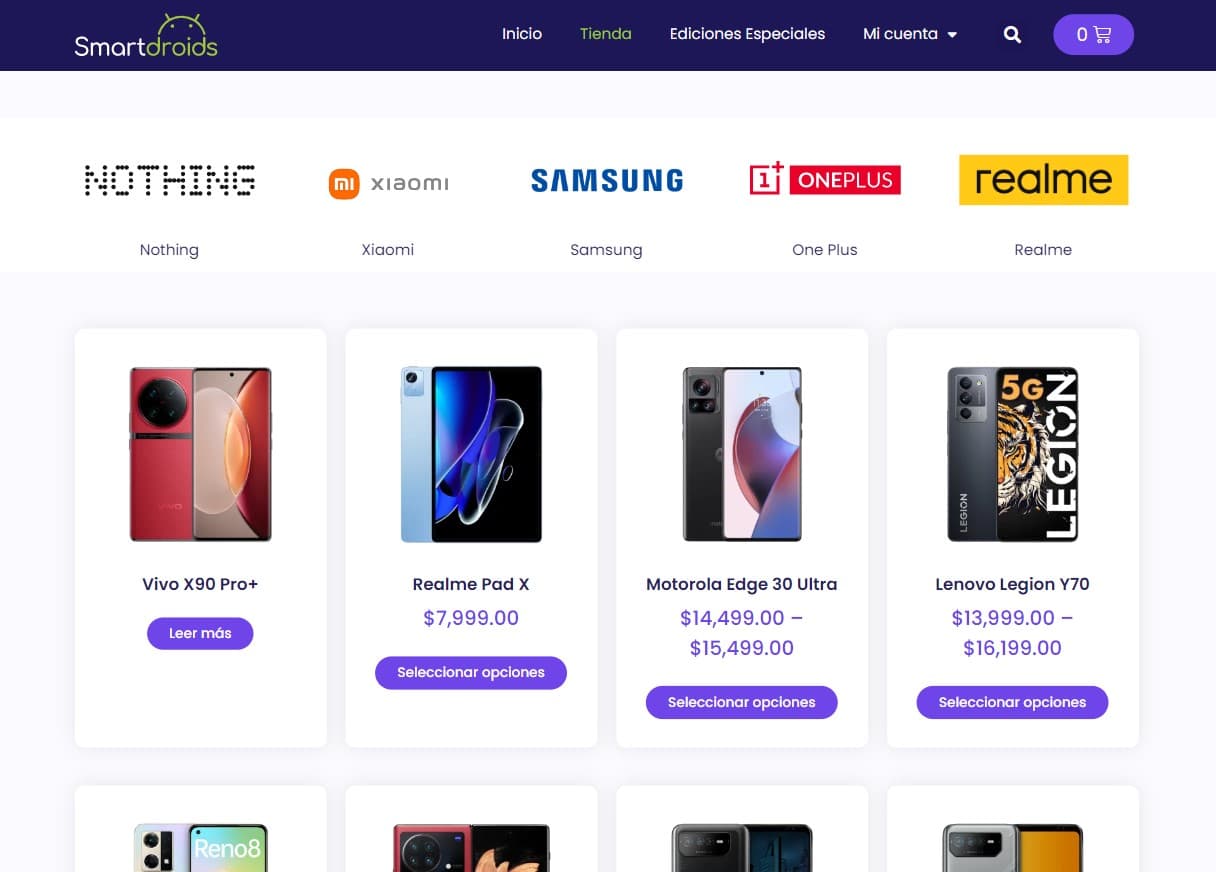 Smartdroids
Inicio
Tienda
Ediciones Especiales
Mi cuenta
0
NOTHING
mi xiaomi
SAMSUNG
1+ ONEPLUS
realme
Nothing
Xiaomi
Samsung
One Plus
Realme
vivo
5G
LEGION
LEGION
Vivo X90 Pro+
Realme Pad X
Motorola Edge 30 Ultra
Lenovo Legion Y70
$7,999.00
$14,499.00 –
$15,499.00
$13,999.00 –
$16,199.00
Leer más
Seleccionar opciones
Seleccionar opciones
Seleccionar opciones
Reno8